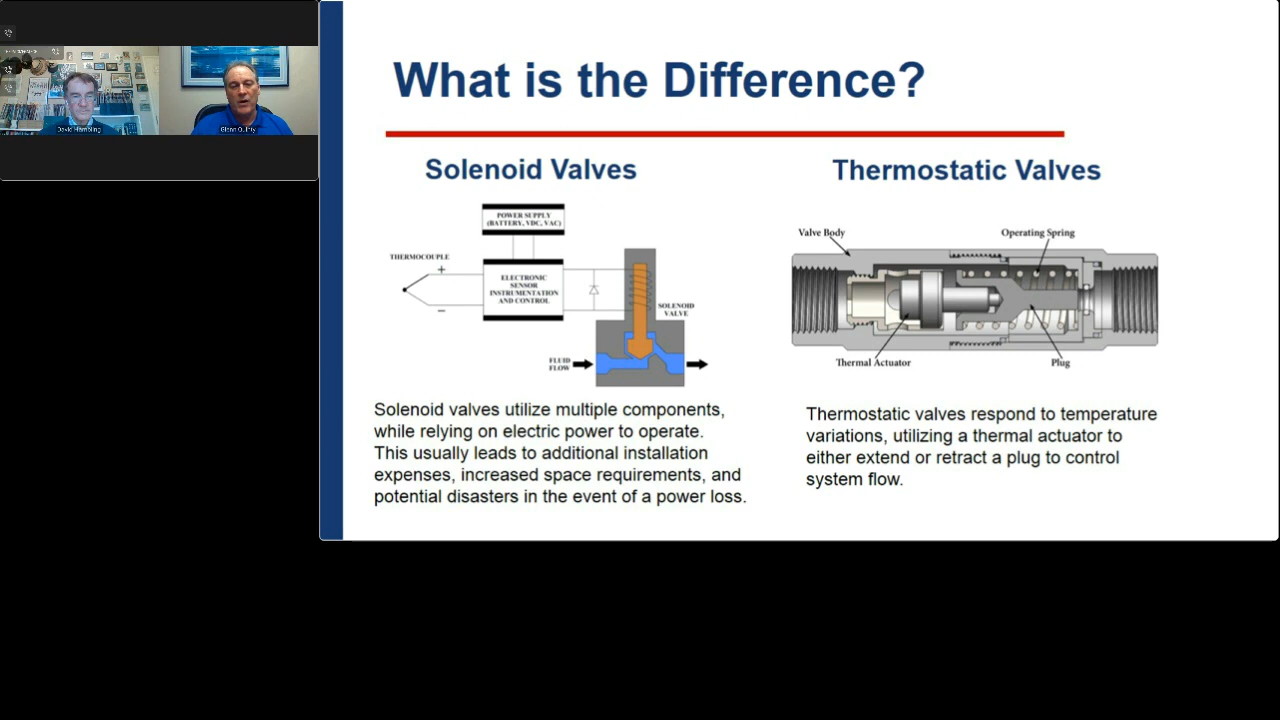 David Hambling
Glenn Quinty
What is the Difference?
Solenoid Valves
POWER SUPPLY
(BATTERY, VDC, VAC)
THERMOCOUPLE
+
−
ELECTRONIC
SENSOR
INSTRUMENTATION
AND CONTROL
SOLENOID
VALVE
FLUID
FLOW
Solenoid valves utilize multiple components,
while relying on electric power to operate.
This usually leads to additional installation
expenses, increased space requirements, and
potential disasters in the event of a power loss.
Thermostatic Valves
Valve Body
Operating Spring
Thermal Actuator
Plug
Thermostatic valves respond to temperature
variations, utilizing a thermal actuator to
either extend or retract a plug to control
system flow.